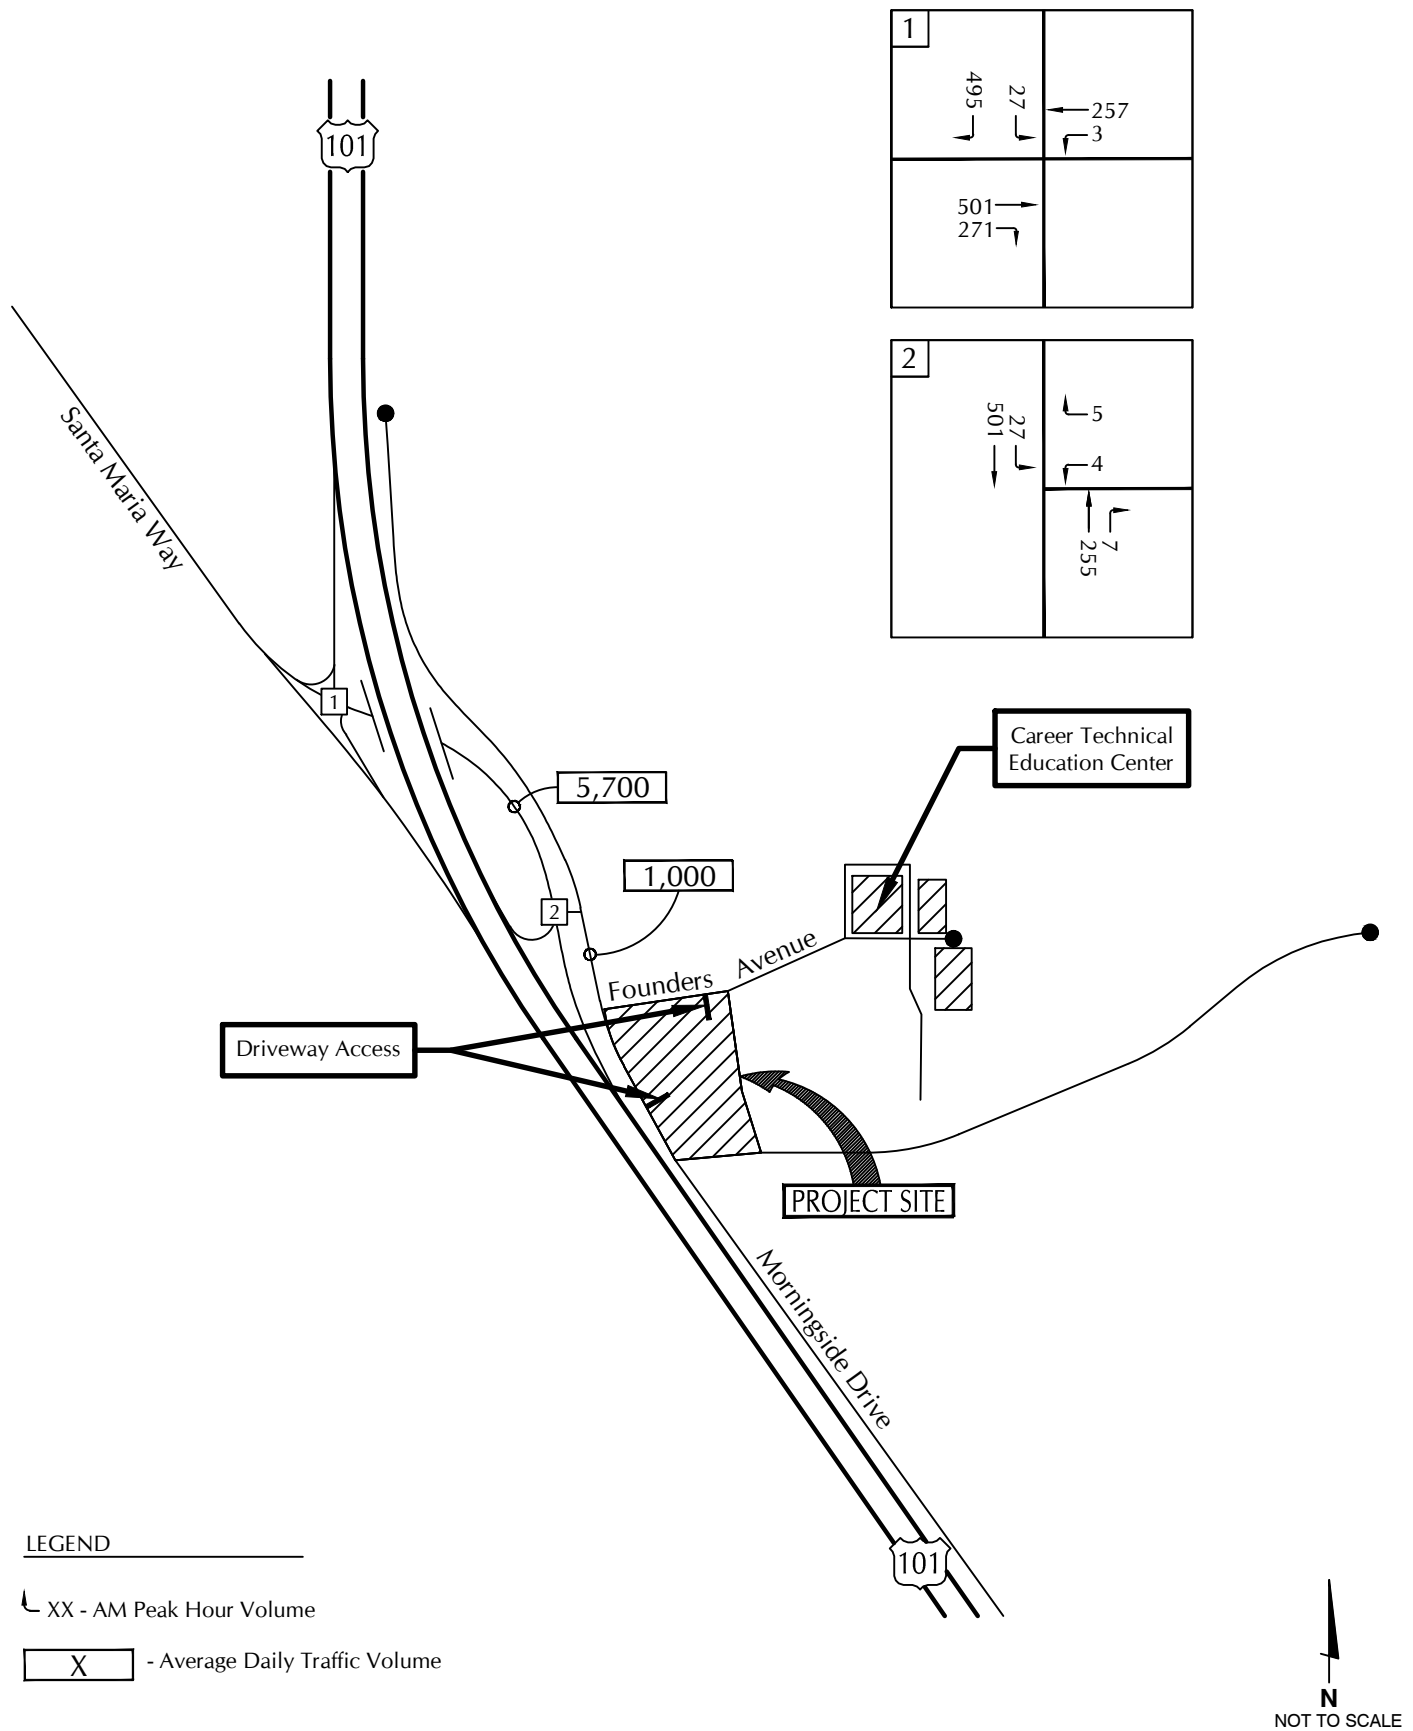 1
495
27
257
3
501
271
101
2
501
27
5
4
255
7
Santa Maria Way
1
Career Technical
Education Center
5,700
1,000
2
Founders Avenue
Driveway Access
PROJECT SITE
Morningside Drive
101
LEGEND
XX - AM Peak Hour Volume
X - Average Daily Traffic Volume
N
NOT TO SCALE